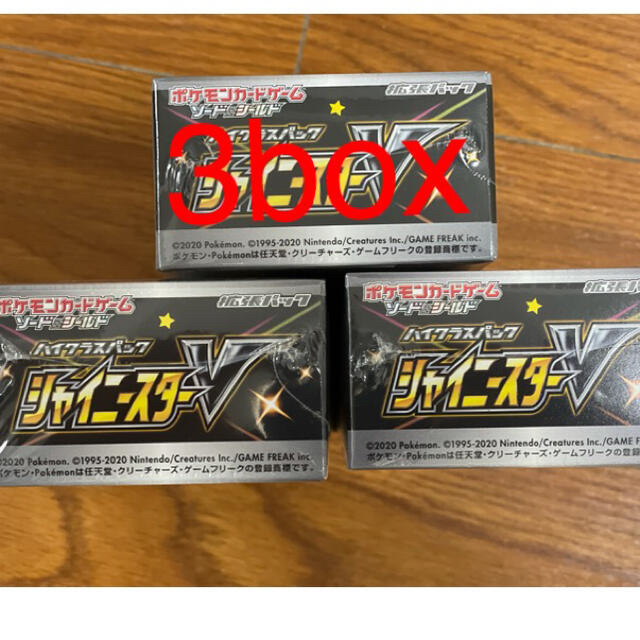 ポケモンカードゲーム 拡張パック
ソード&シールド
ハイクラスパック
シャイニースターV
3box
©2020 Pokémon. ©1995-2020 Nintendo/Creatures Inc./GAME FREAK inc.
ポケモン・Pokémonは任天堂・クリーチャーズ・ゲームフリークの登録商標です。
ポケモンカードゲーム 拡張パック
ソード&シールド
ハイクラスパック
シャイニースターV
2020 Pokémon. ©1995-2020 Nintendo/Creatures Inc./GAME FREAK inc.
ポケモン・Pokémonは任天堂・クリーチャーズ・ゲームフリークの登録商標です。
ポケモンカードゲーム 拡張パック
ソード&シールド
ハイクラスパック
シャイニースターV
©2020 Pokémon. ©1995-2020 Nintendo/Creatures Inc./GAME FREAK
ポケモン・Pokémonは任天堂・クリーチャーズ・ゲームフリークの登録